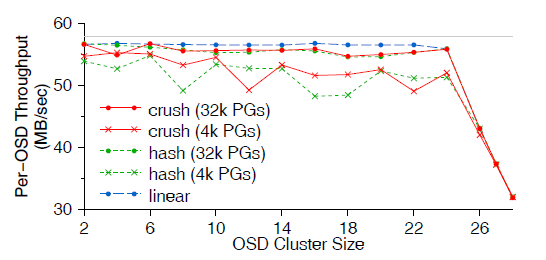 60
50
40
30
Per-OSD Throughput
(MB/sec)
crush (32k PGs)
crush (4k PGs)
hash (32k PGs)
hash (4k PGs)
linear
2 6 10 14 18 22 26
OSD Cluster Size